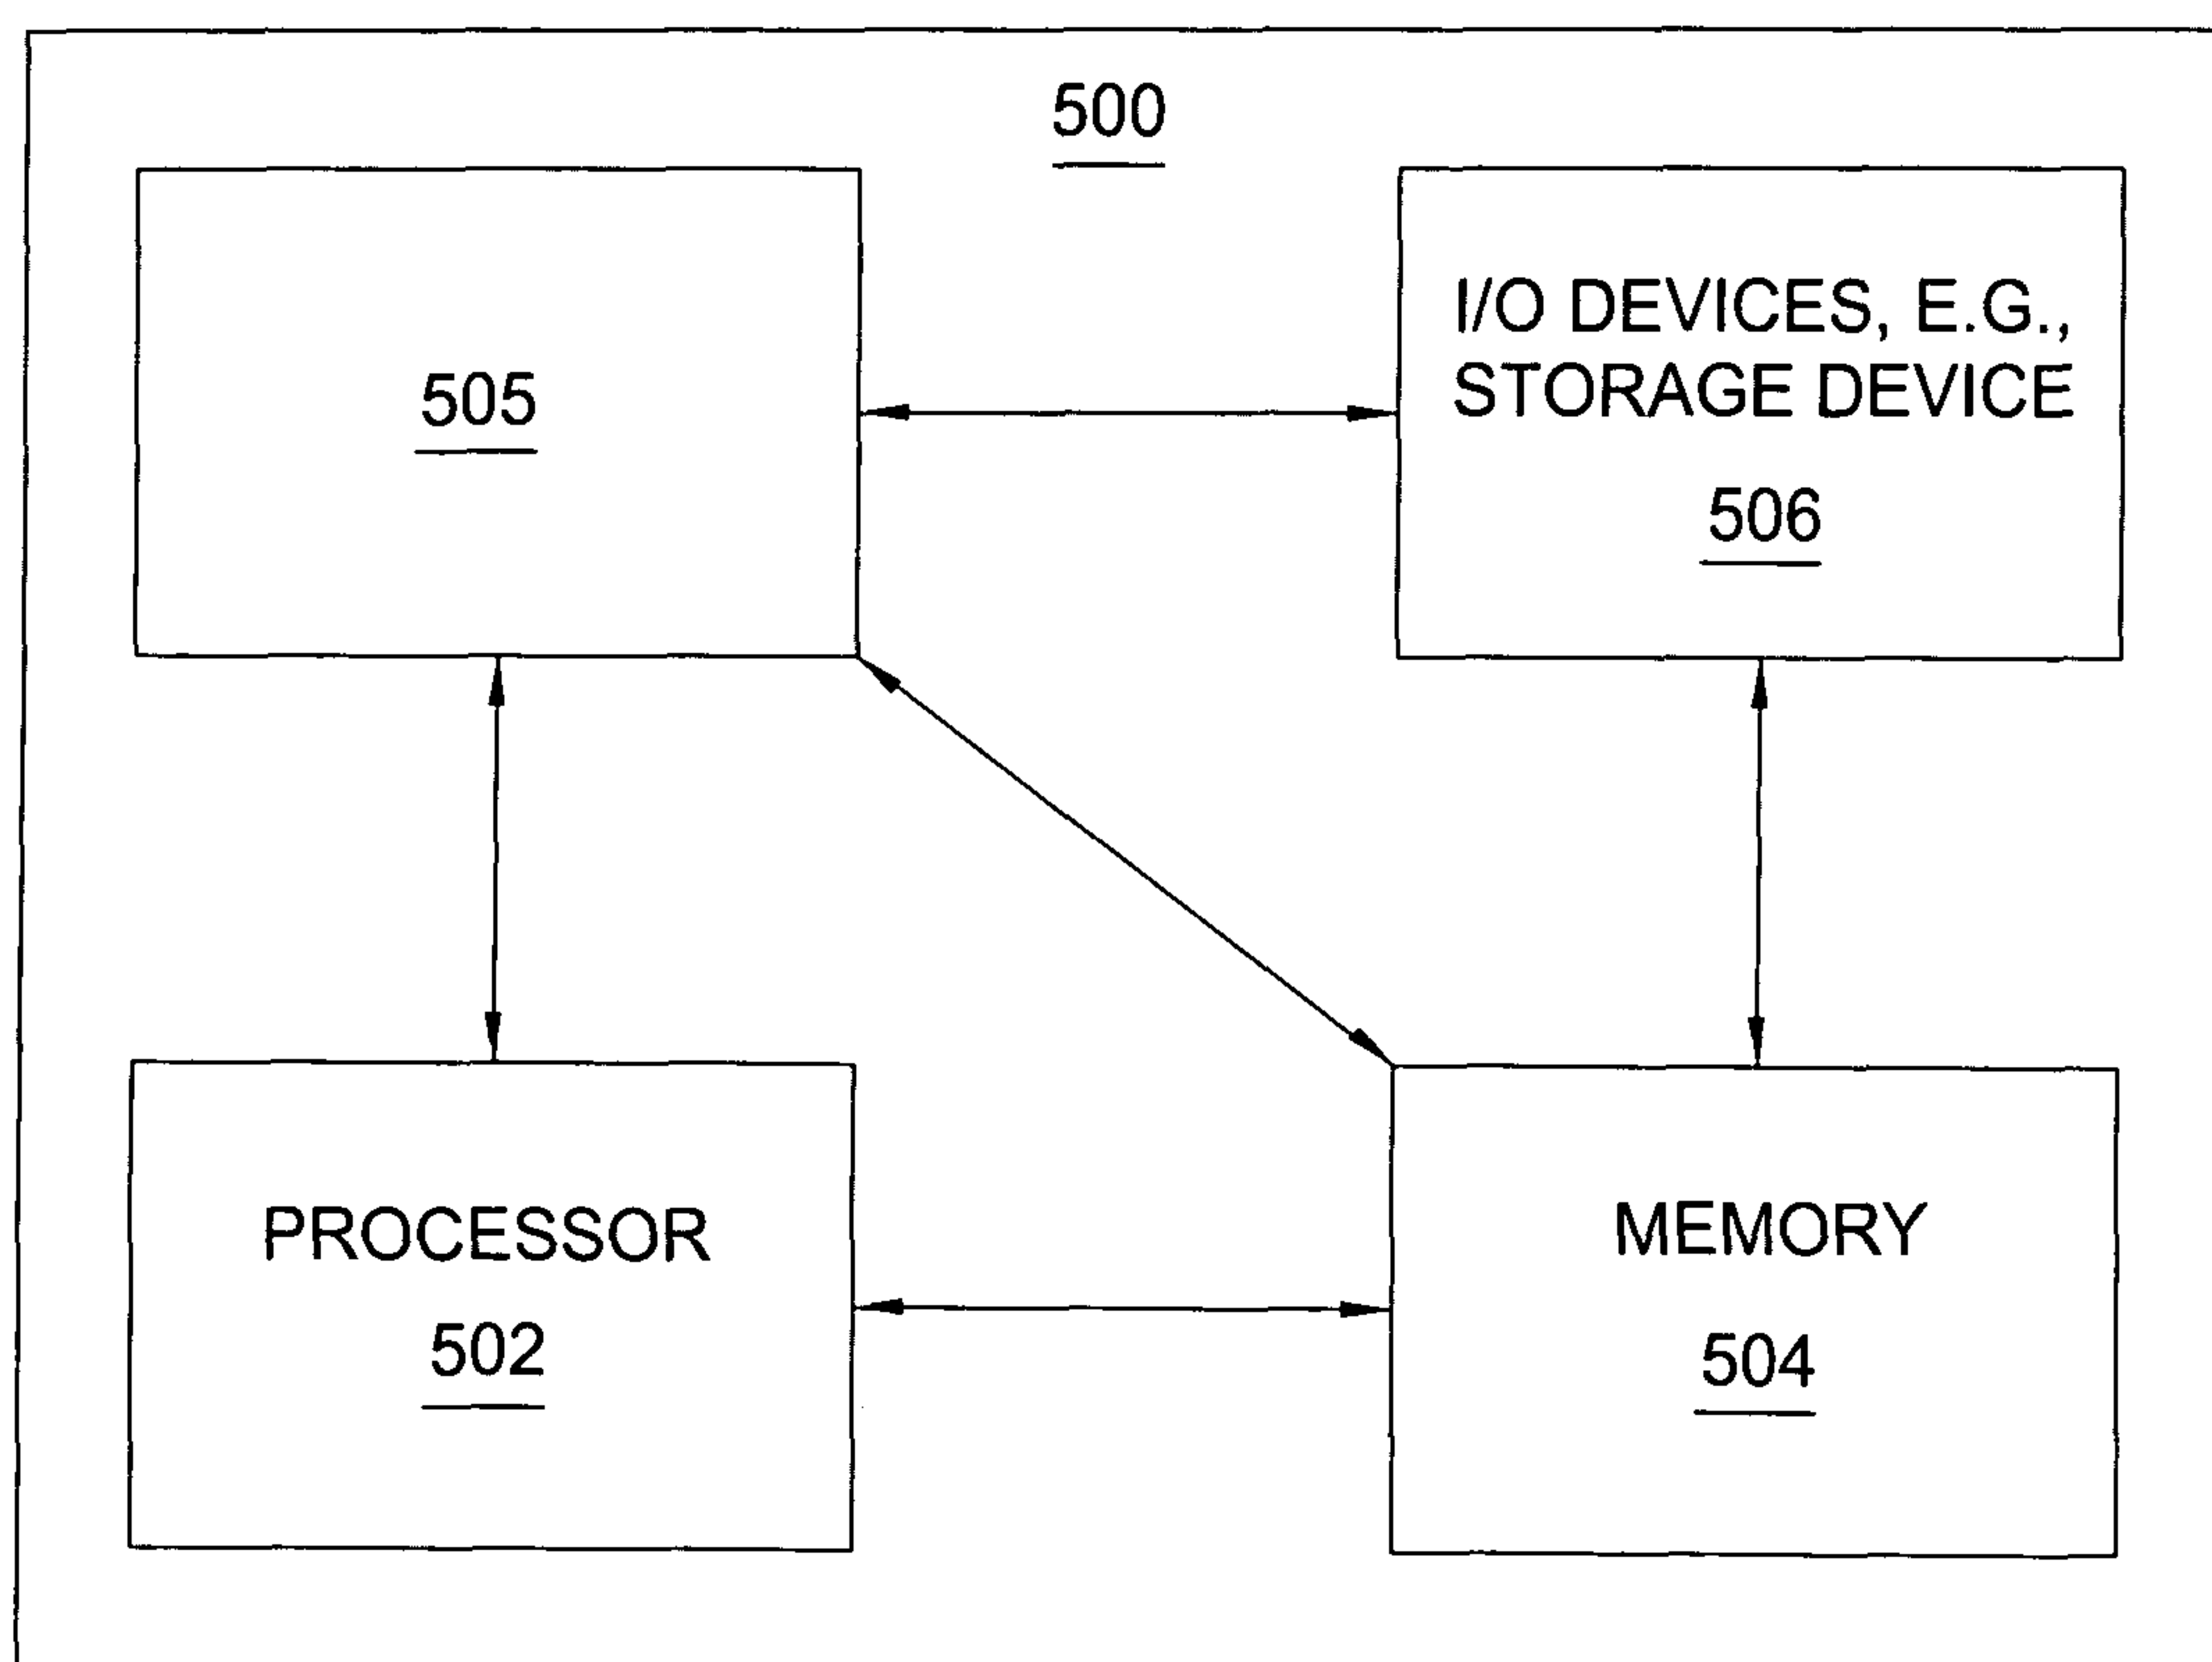 500
505
I/O DEVICES, E.G.,
STORAGE DEVICE
506
PROCESSOR
502
MEMORY
504